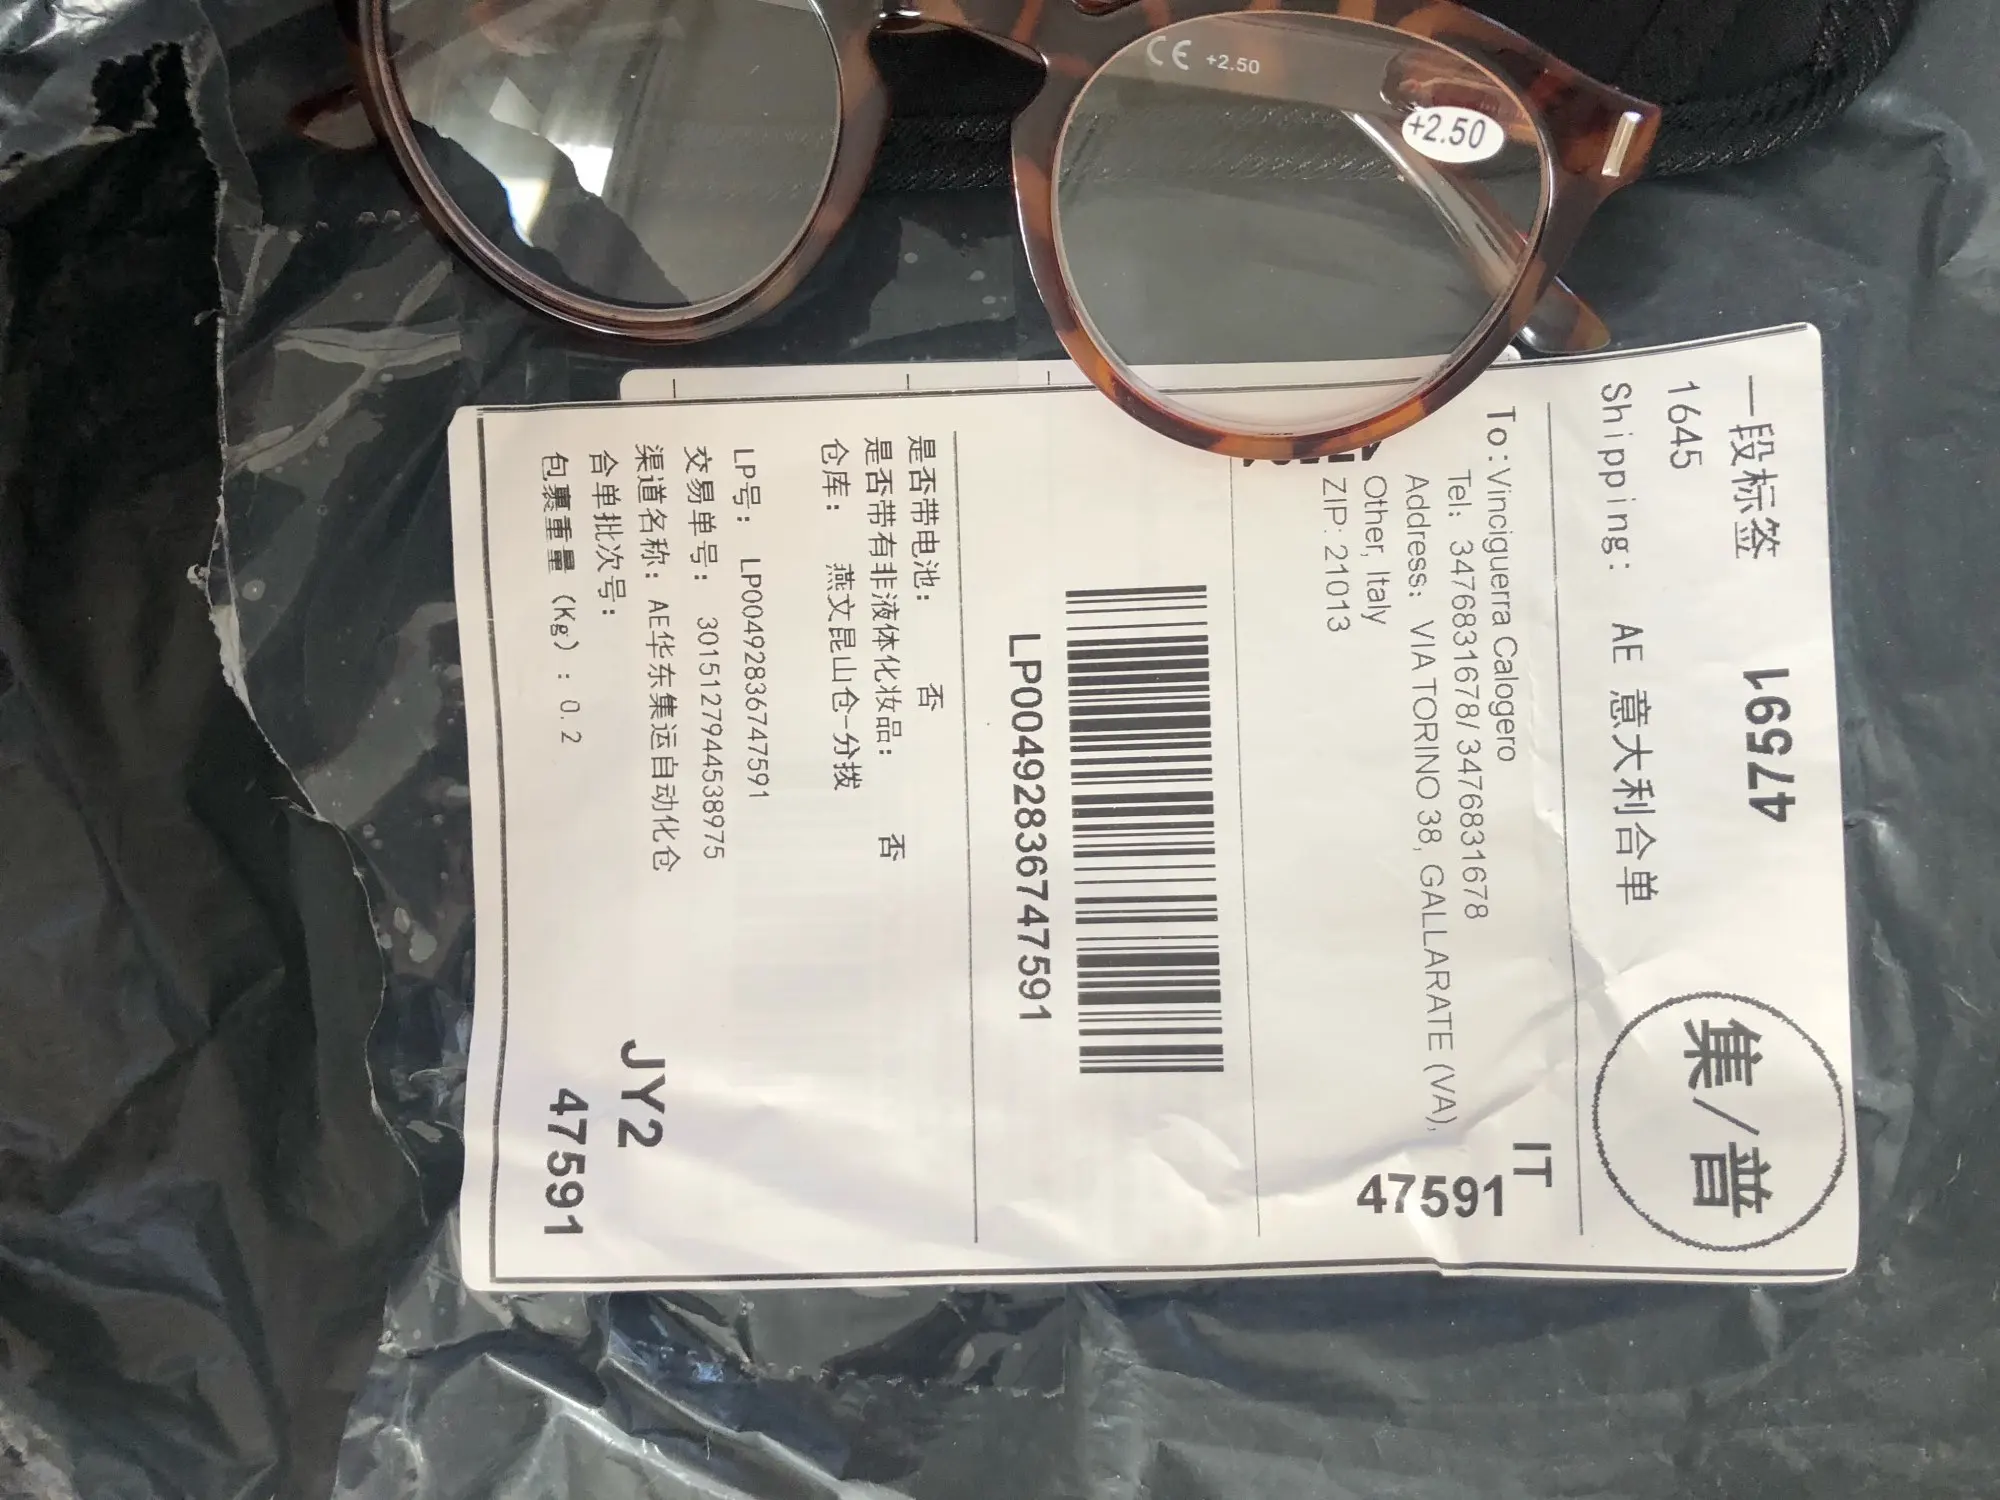 CE +2.50
+2.50
一段标签 47591
1645
Shipping: AE 意大利合单
集/普
To: Vinciguerra Calogero
IT
Tel: 3476831678/3476831678
47591
Address: VIA TORINO 38, GALLARATE (VA),
Other, Italy
ZIP: 21013
LP00492836747591
是否带电池: 否
是否带有非液体化妆品: 否
仓库: 燕文昆山仓-分拨
LP号: LP00492836747591
交易单号: 3015127944538975
渠道名称: AE华东集运自动化仓
JY2
合单批次号:
包裹重量 (Kg) : 0.2
47591